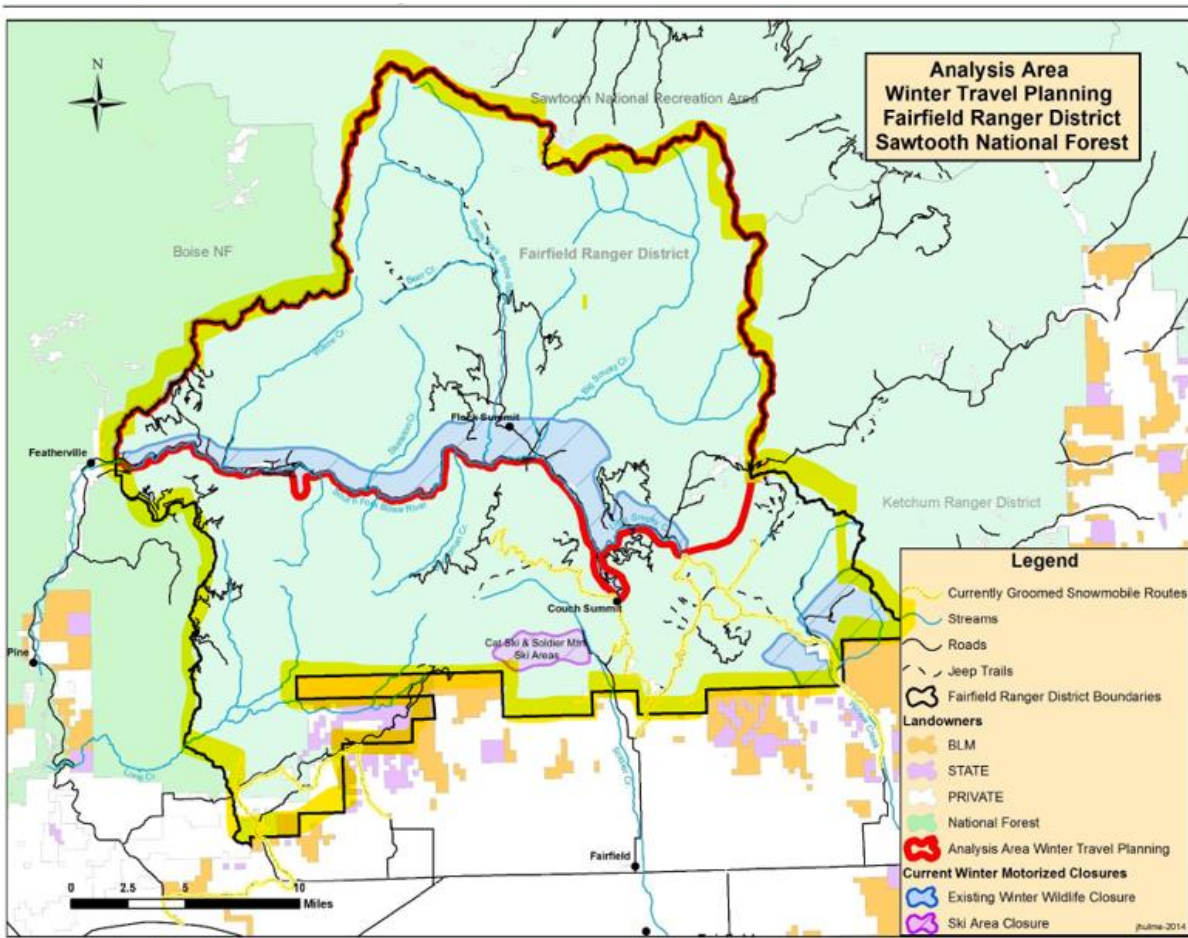 Analysis Area
Winter Travel Planning
Fairfield Ranger District
Sawtooth National Forest
N
Sawtooth National Recreation Area
Boise NF
Fairfield Ranger District
Bear Cr.
Willow Cr.
Big Smoky Cr.
Fleck Summit
Featherville
South Fork Boise River
Ketchum Ranger District
Couch Summit
Cat Ski & Soldier Mtn
Ski Areas
Pine
Lime Cr.
Soldier Cr.
Fairfield
0 2.5 5 10
Miles
Legend
Currently Groomed Snowmobile Routes
Streams
Roads
Jeep Trails
Fairfield Ranger District Boundaries
Landowners
BLM
STATE
PRIVATE
National Forest
Analysis Area Winter Travel Planning
Current Winter Motorized Closures
Existing Winter Wildlife Closure
Ski Area Closure
jhulme-2014